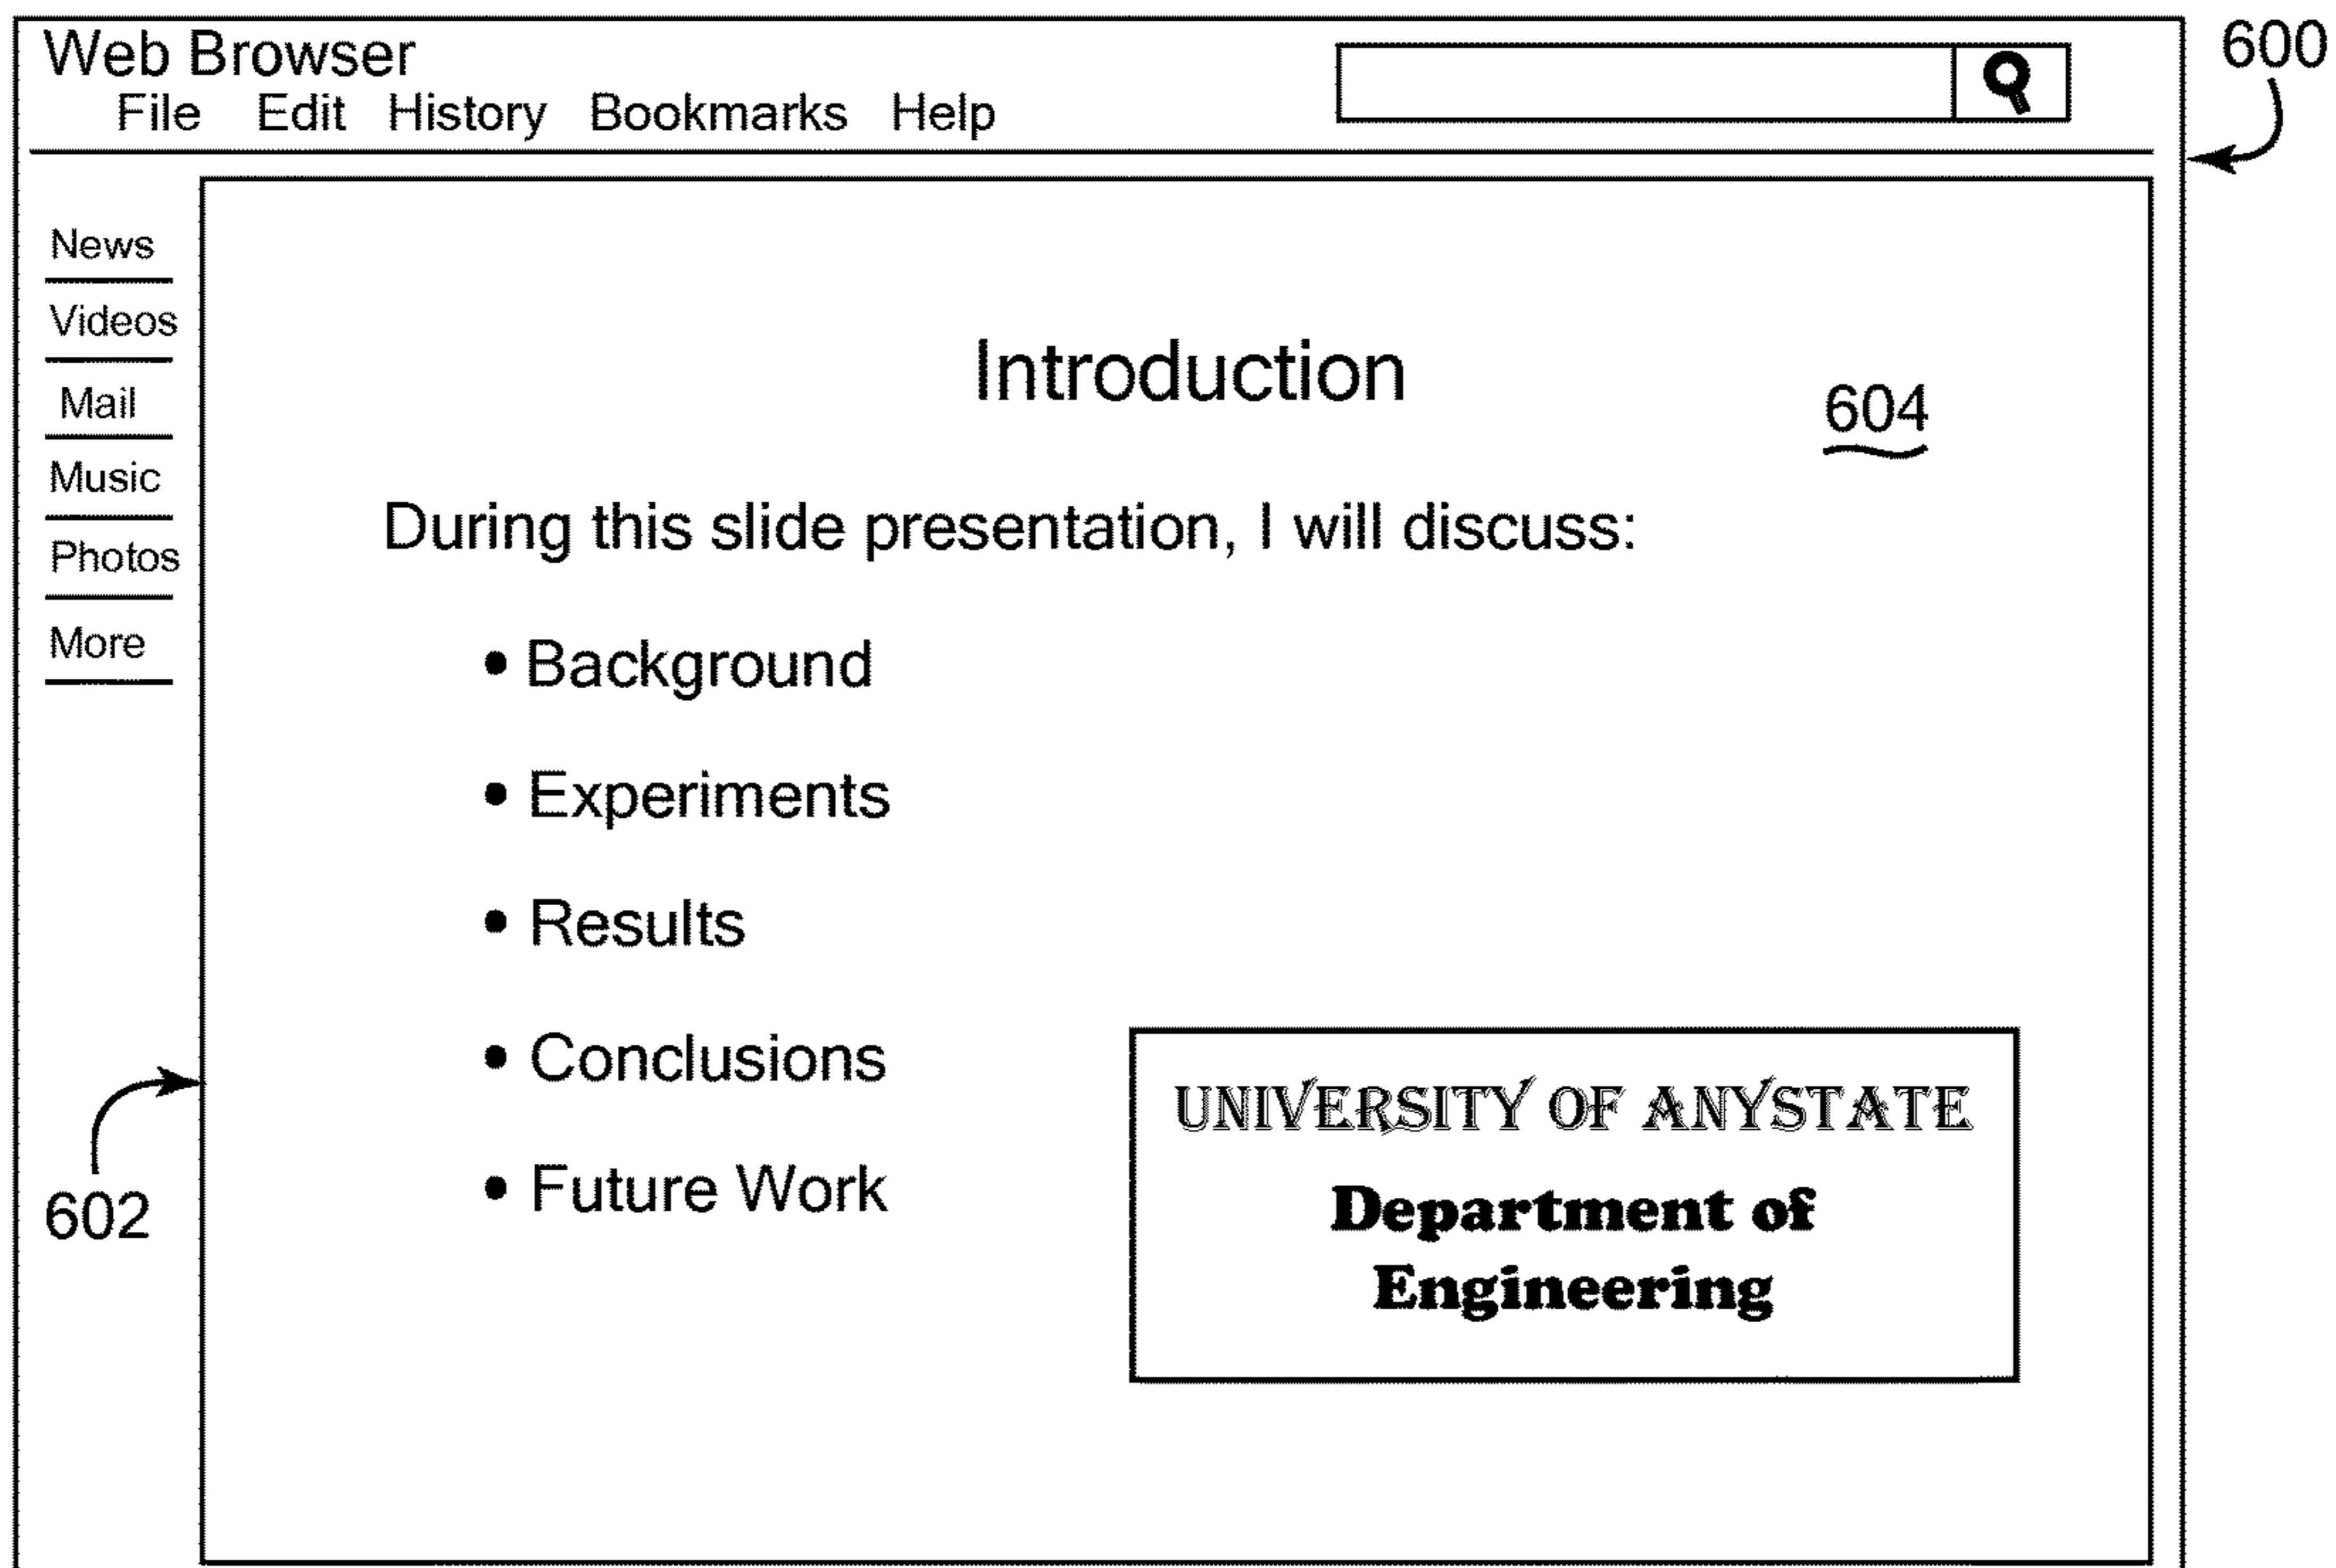 Web Browser
File Edit History Bookmarks Help
600
News
Videos
Mail
Music
Photos
More
Introduction
604
During this slide presentation, I will discuss:
• Background
• Experiments
• Results
• Conclusions
• Future Work
602
UNIVERSITY OF ANYSTATE
Department of
Engineering